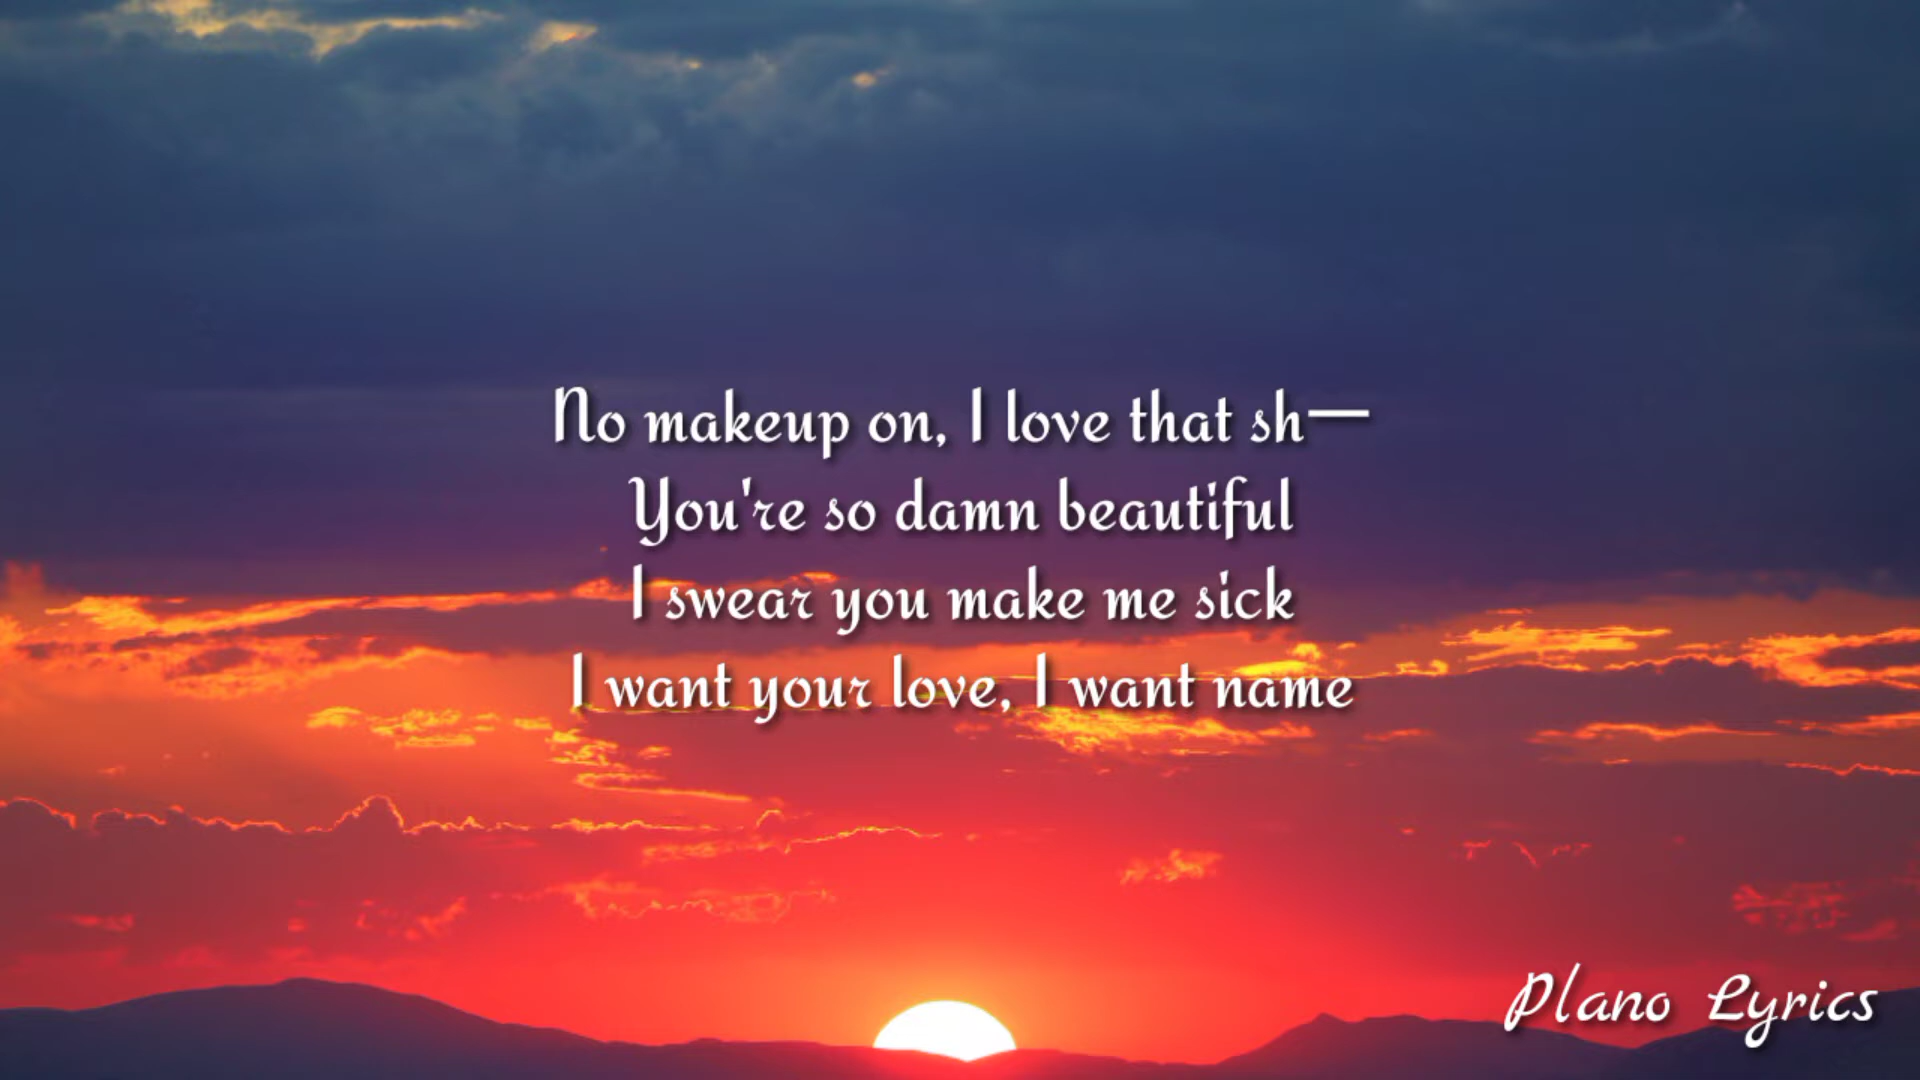 No makeup on, I love that sh—
You're so damn beautiful
I swear you make me sick
I want your love, I want name
Plano Lyrics